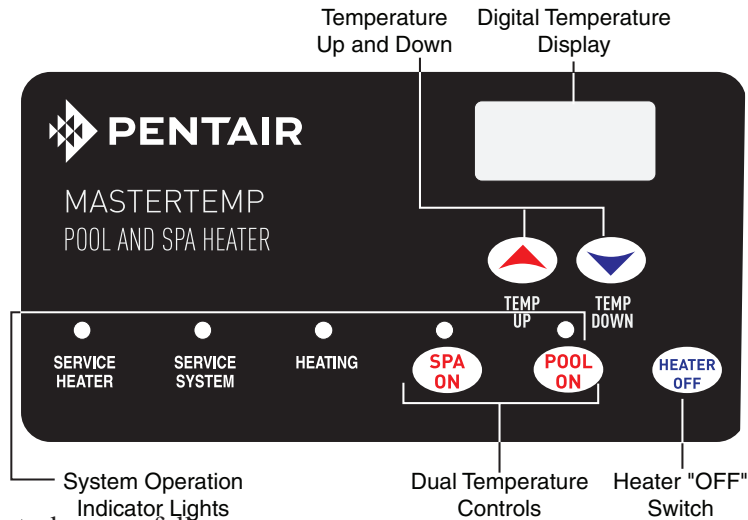 Temperature
Up and Down
Digital Temperature
Display
PENTAIR
MASTERTEMP
POOL AND SPA HEATER
TEMP
UP
TEMP
DOWN
SERVICE
HEATER
SERVICE
SYSTEM
HEATING
SPA
ON
POOL
ON
HEATER
OFF
System Operation
Indicator Lights
Dual Temperature
Controls
Heater "OFF"
Switch